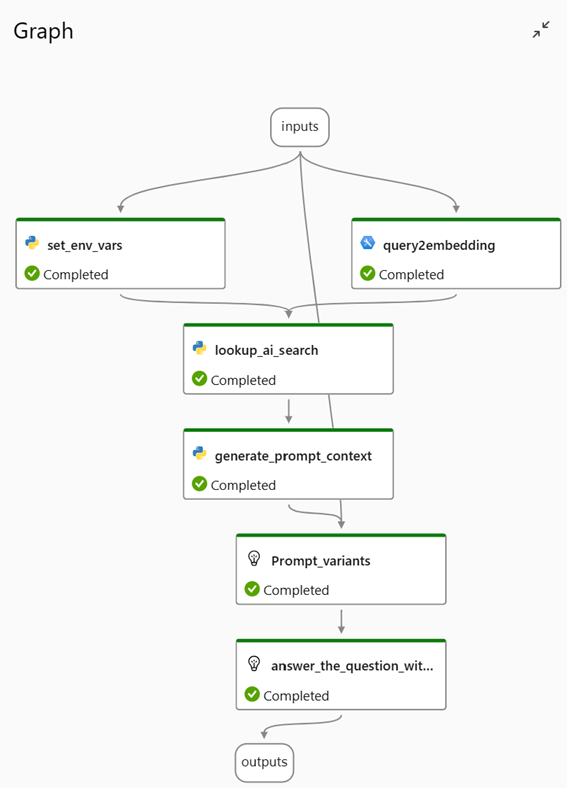 Graph
inputs
set_env_vars
Completed
query2embedding
Completed
lookup_ai_search
Completed
generate_prompt_context
Completed
Prompt_variants
Completed
answer_the_question_wit...
Completed
outputs